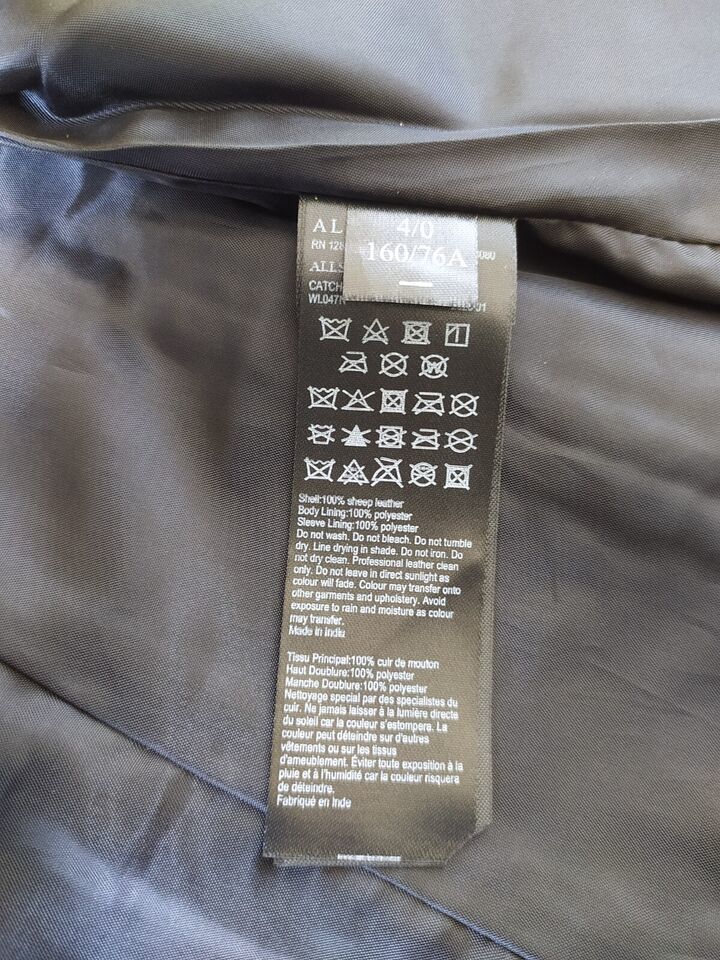 AL
4/0
RN 128
160/76A
ALLS
CATCH
WL047N
Shell:100% sheep leather
Body Lining:100% polyester
Sleeve Lining:100% polyester
Do not wash. Do not bleach. Do not tumble
dry. Line drying in shade. Do not iron. Do
not dry clean. Professional leather clean
only. Do not leave in direct sunlight as
colour will fade. Colour may transfer onto
other garments and upholstery. Avoid
exposure to rain and moisture as colour
may transfer.
Made in India
Tissu Principal:100% cuir de mouton
Haut Doublure:100% polyester
Manche Doublure:100% polyester
Nettoyage special par des specialistes du
cuir. Ne jamais laisser à la lumière directe
du soleil car la couleur s'estompera. La
couleur peut déteindre sur d'autres
vêtements ou sur les tissus
d'ameublement. Éviter toute exposition à la
pluie et à l'humidité car la couleur risquera
de déteindre.
Fabriqué en Inde